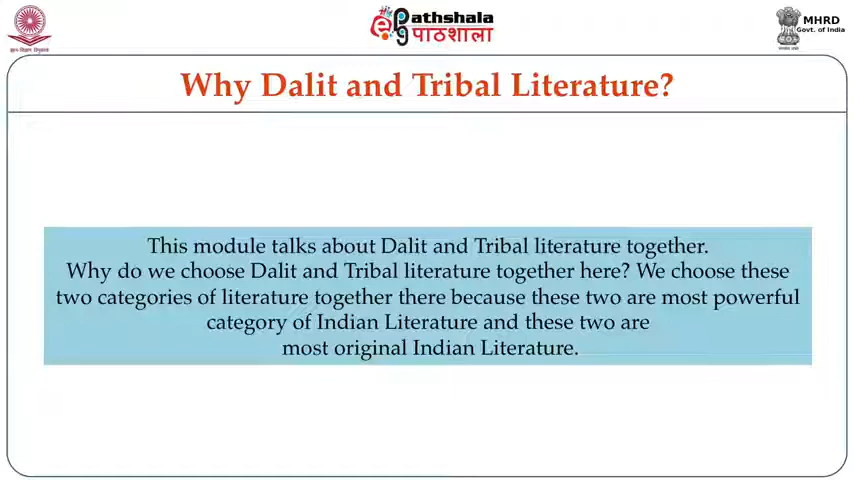 ePathshala
पाठशाला
MHRD
Govt. of India
Why Dalit and Tribal Literature?
This module talks about Dalit and Tribal literature together.
Why do we choose Dalit and Tribal literature together here? We choose these
two categories of literature together there because these two are most powerful
category of Indian Literature and these two are
most original Indian Literature.